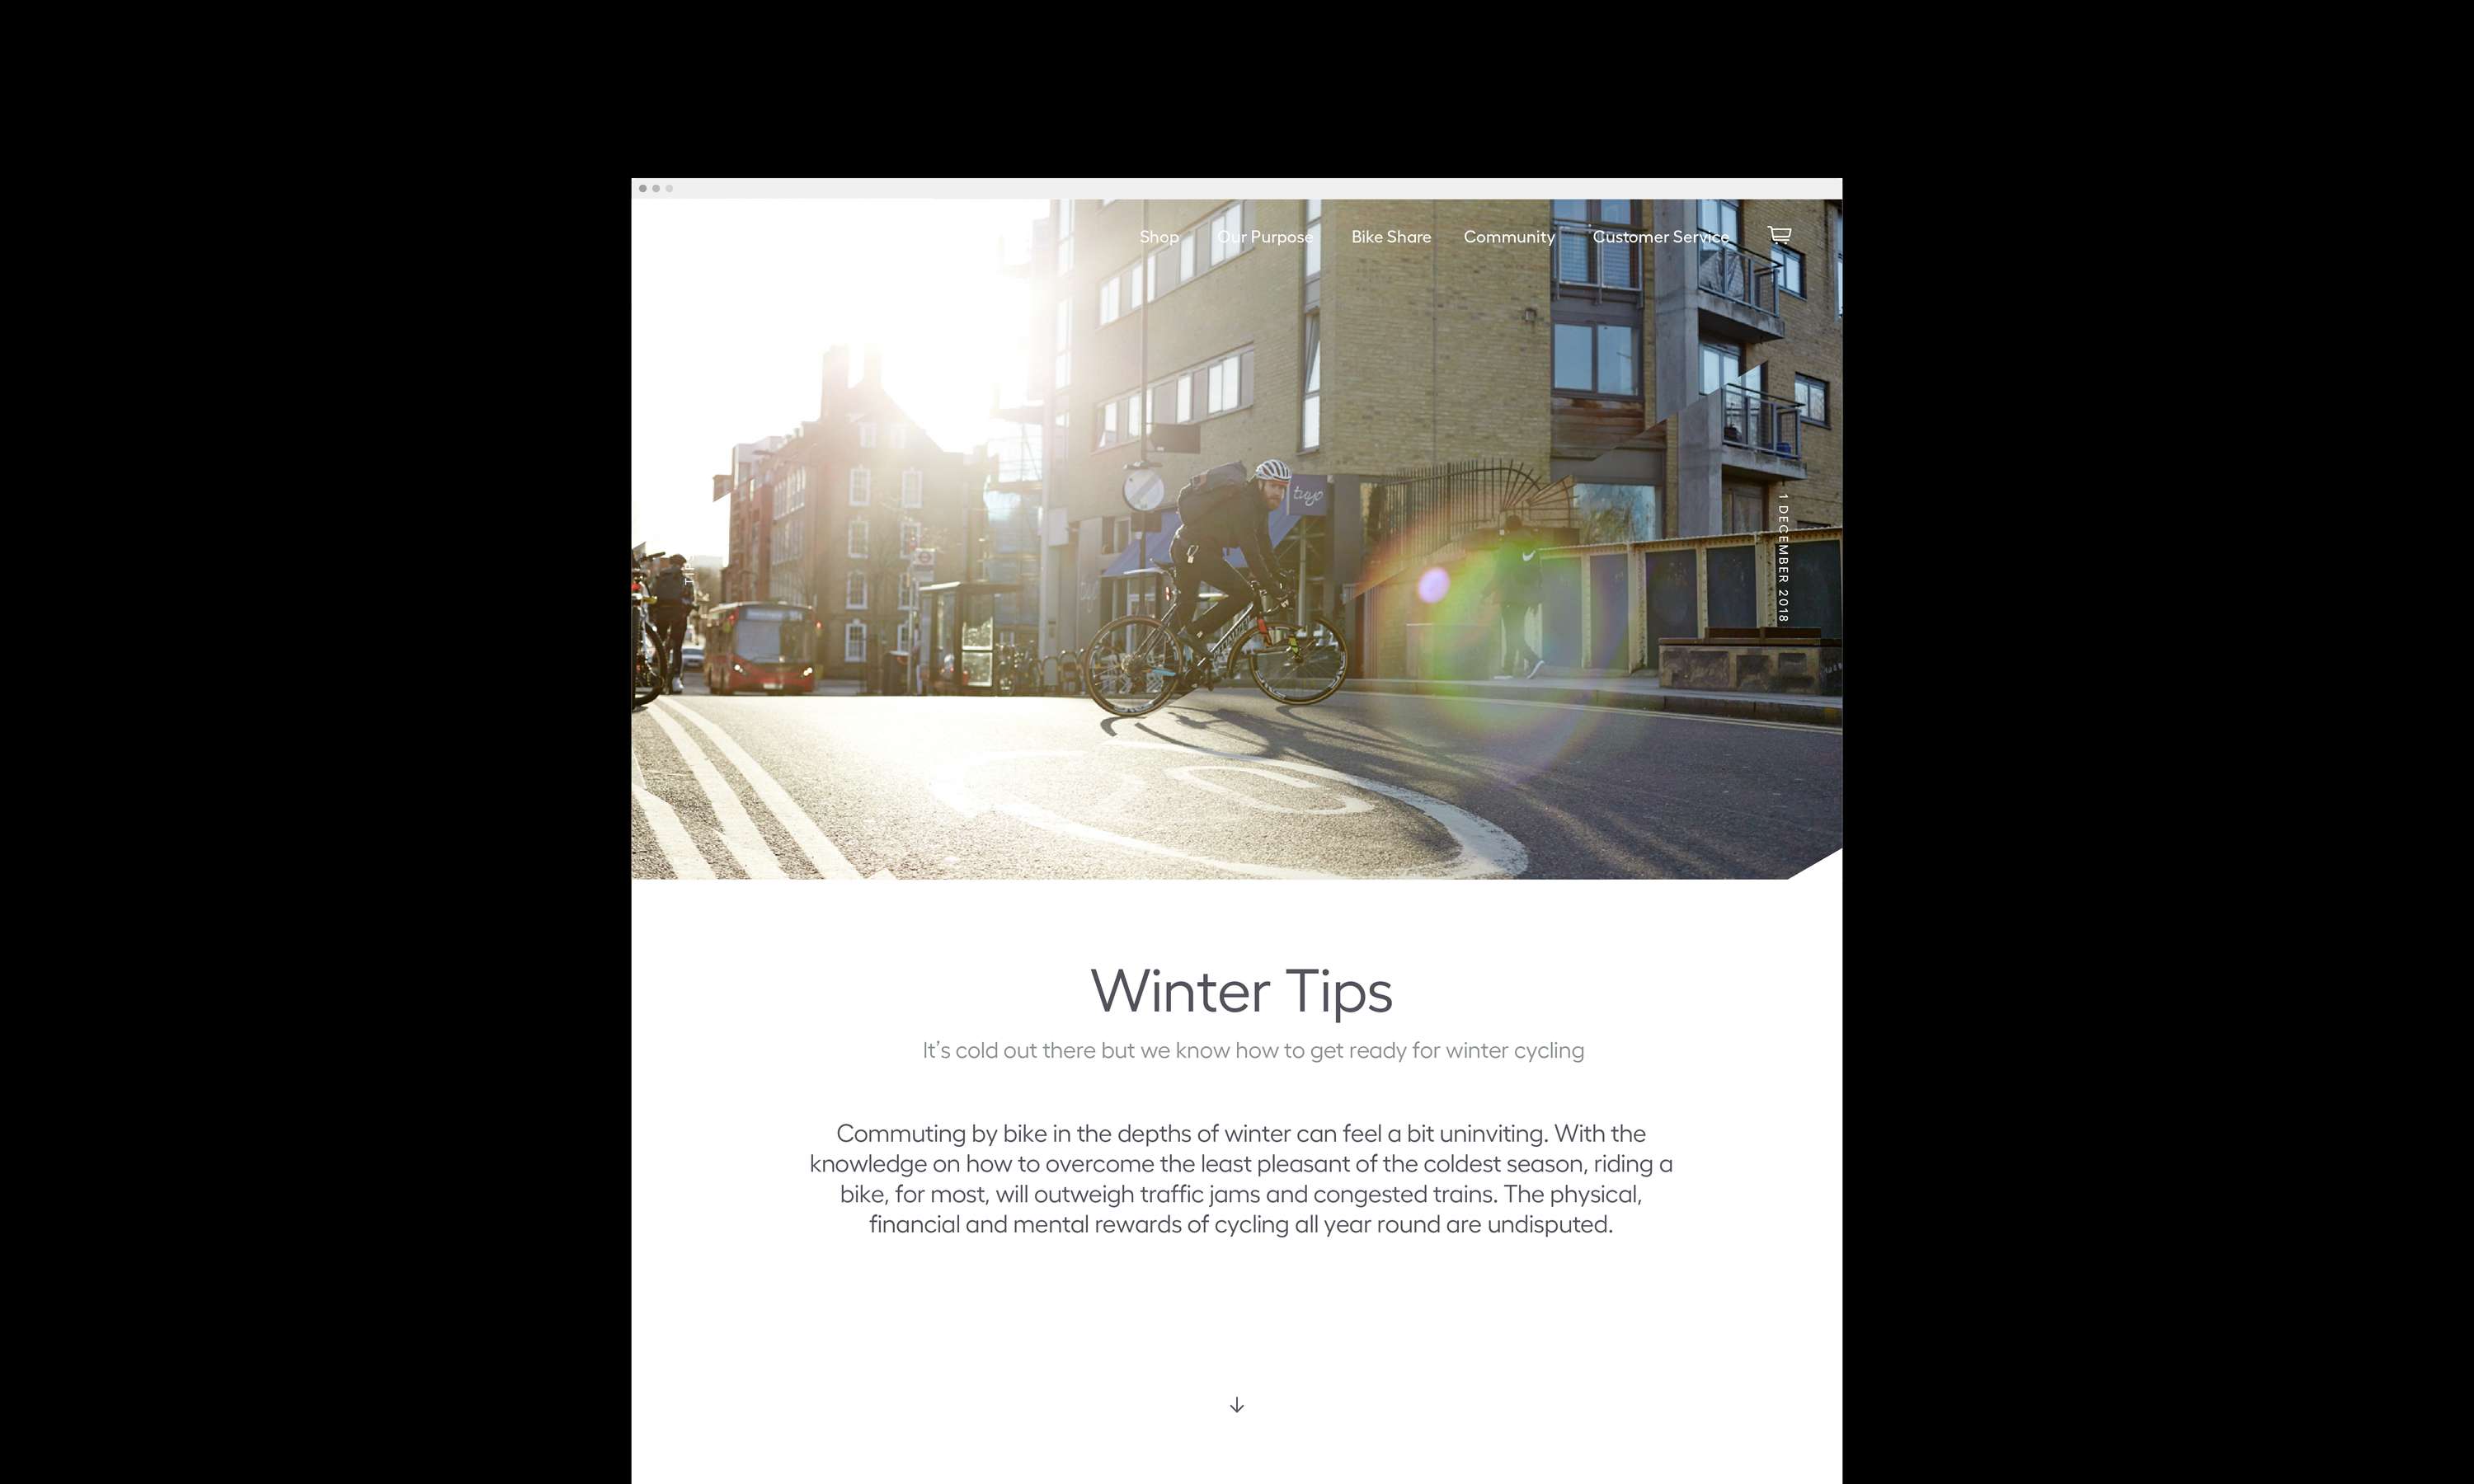 Shop Our Purpose Bike Share Community Customer Service
tuyo
TIPS
1 DECEMBER 2018
Winter Tips
It's cold out there but we know how to get ready for winter cycling
Commuting by bike in the depths of winter can feel a bit uninviting. With the
knowledge on how to overcome the least pleasant of the coldest season, riding a
bike, for most, will outweigh traffic jams and congested trains. The physical,
financial and mental rewards of cycling all year round are undisputed.